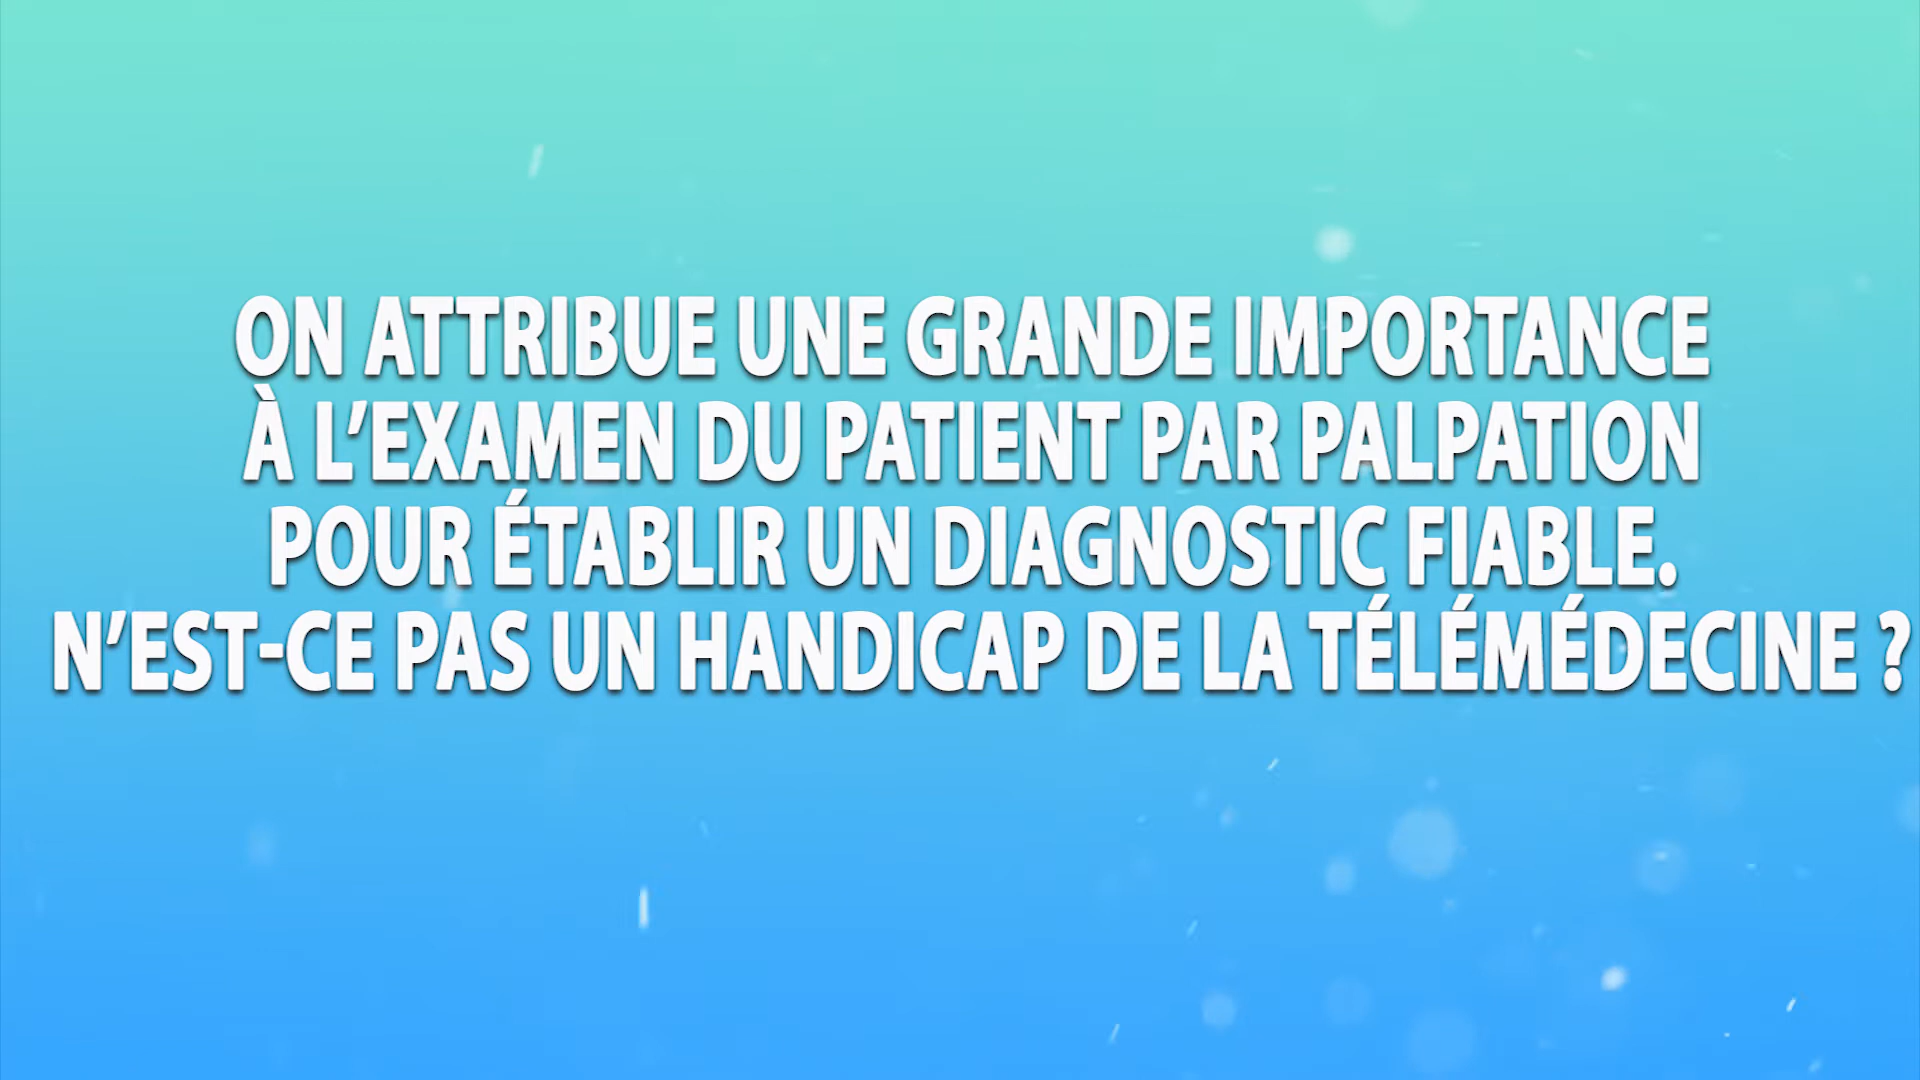 ON ATTRIBUE UNE GRANDE IMPORTANCE
À L’EXAMEN DU PATIENT PAR PALPATION
POUR ÉTABLIR UN DIAGNOSTIC FIABLE.
N’EST-CE PAS UN HANDICAP DE LA TÉLÉMÉDECINE ?